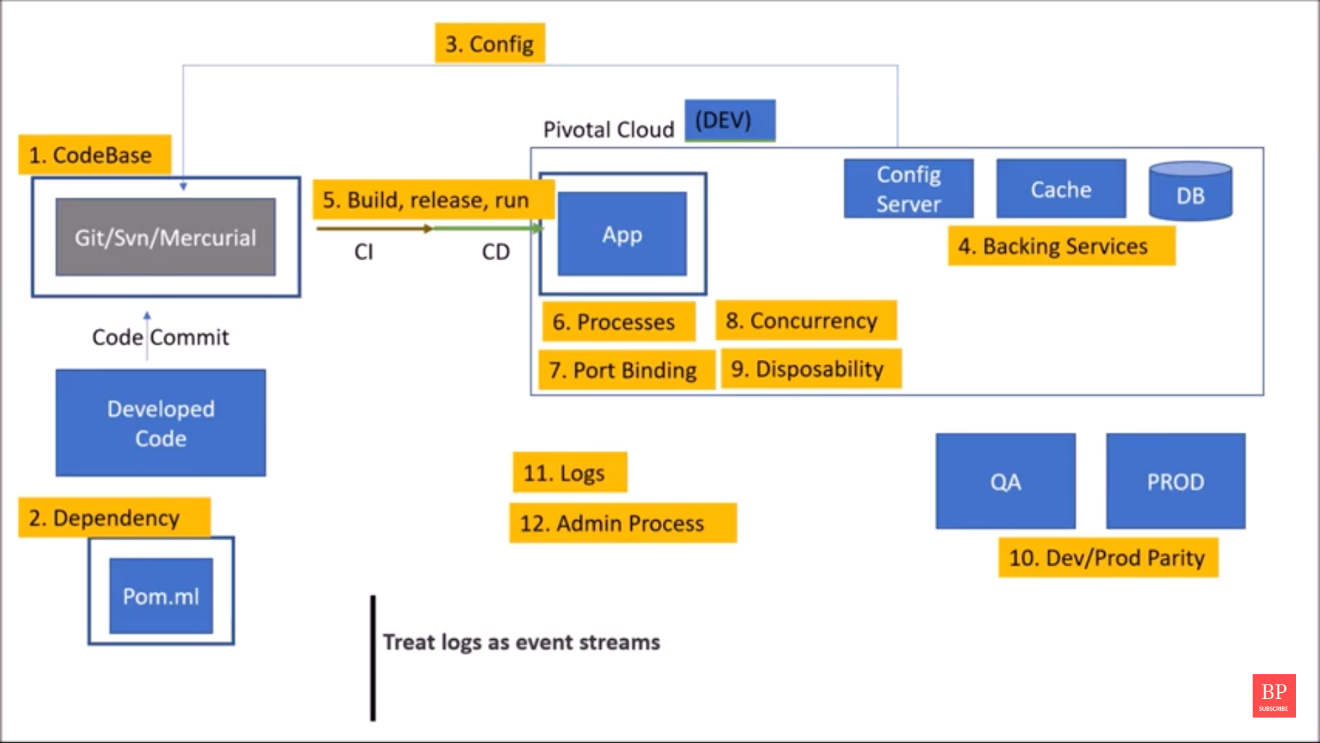 3. Config
Pivotal Cloud
(DEV)
1. CodeBase
Git/Svn/Mercurial
5. Build, release, run
CI
CD
App
Config
Server
Cache
DB
4. Backing Services
6. Processes
8. Concurrency
7. Port Binding
9. Disposability
Code Commit
Developed
Code
2. Dependency
Pom.ml
11. Logs
12. Admin Process
QA
PROD
10. Dev/Prod Parity
Treat logs as event streams
BP
SUBSCRIBE